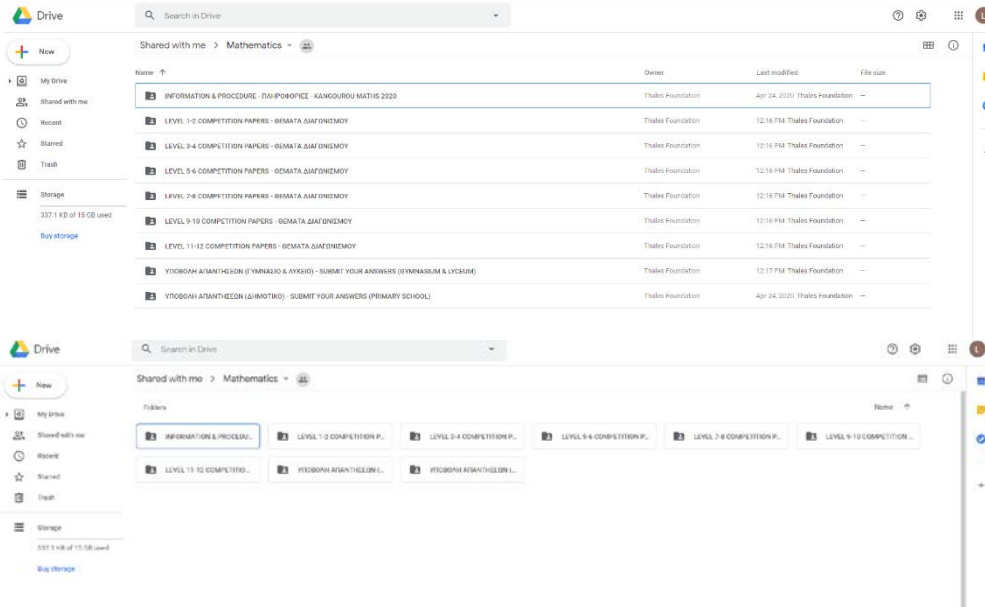 Drive
Search in Drive
New
My Drive
Shared with me
Recent
Starred
Trash
Storage
337.1 KB of 15 GB used
Buy storage
Shared with me > Mathematics
Name Owner Last modified File size
INFORMATION & PROCEDURE - ΠΛΗΡΟΦΟΡΙΕΣ - KANGOUROU MATHS 2020 Thales Foundation Apr 24, 2020 Thales Foundation –
LEVEL 1-2 COMPETITION PAPERS - ΘΕΜΑΤΑ ΔΙΑΓΩΝΙΣΜΟΥ Thales Foundation 12:16 PM Thales Foundation –
LEVEL 3-4 COMPETITION PAPERS - ΘΕΜΑΤΑ ΔΙΑΓΩΝΙΣΜΟΥ Thales Foundation 12:16 PM Thales Foundation –
LEVEL 5-6 COMPETITION PAPERS - ΘΕΜΑΤΑ ΔΙΑΓΩΝΙΣΜΟΥ Thales Foundation 12:16 PM Thales Foundation –
LEVEL 7-8 COMPETITION PAPERS - ΘΕΜΑΤΑ ΔΙΑΓΩΝΙΣΜΟΥ Thales Foundation 12:16 PM Thales Foundation –
LEVEL 9-10 COMPETITION PAPERS - ΘΕΜΑΤΑ ΔΙΑΓΩΝΙΣΜΟΥ Thales Foundation 12:16 PM Thales Foundation –
LEVEL 11-12 COMPETITION PAPERS - ΘΕΜΑΤΑ ΔΙΑΓΩΝΙΣΜΟΥ Thales Foundation 12:16 PM Thales Foundation –
ΥΠΟΒΟΛΗ ΑΠΑΝΤΗΣΕΩΝ (ΓΥΜΝΑΣΙΟ & ΛΥΚΕΙΟ) - SUBMIT YOUR ANSWERS (GYMNASIUM & LYCEUM) Thales Foundation 12:17 PM Thales Foundation –
ΥΠΟΒΟΛΗ ΑΠΑΝΤΗΣΕΩΝ (ΔΗΜΟΤΙΚΟ) - SUBMIT YOUR ANSWERS (PRIMARY SCHOOL) Thales Foundation Apr 24, 2020 Thales Foundation –
Drive
Search in Drive
New
My Drive
Shared with me
Recent
Starred
Trash
Storage
337.1 KB of 15 GB used
Buy storage
Shared with me > Mathematics
L
Folders Name
INFORMATION & PROCEDU... LEVEL 1-2 COMPETITION P... LEVEL 3-4 COMPETITION P... LEVEL 5-6 COMPETITION P... LEVEL 7-8 COMPETITION P... LEVEL 9-10 COMPETITION ...
LEVEL 11-12 COMPETITIO... ΥΠΟΒΟΛΗ ΑΠΑΝΤΗΣΕΩΝ (... ΥΠΟΒΟΛΗ ΑΠΑΝΤΗΣΕΩΝ (...